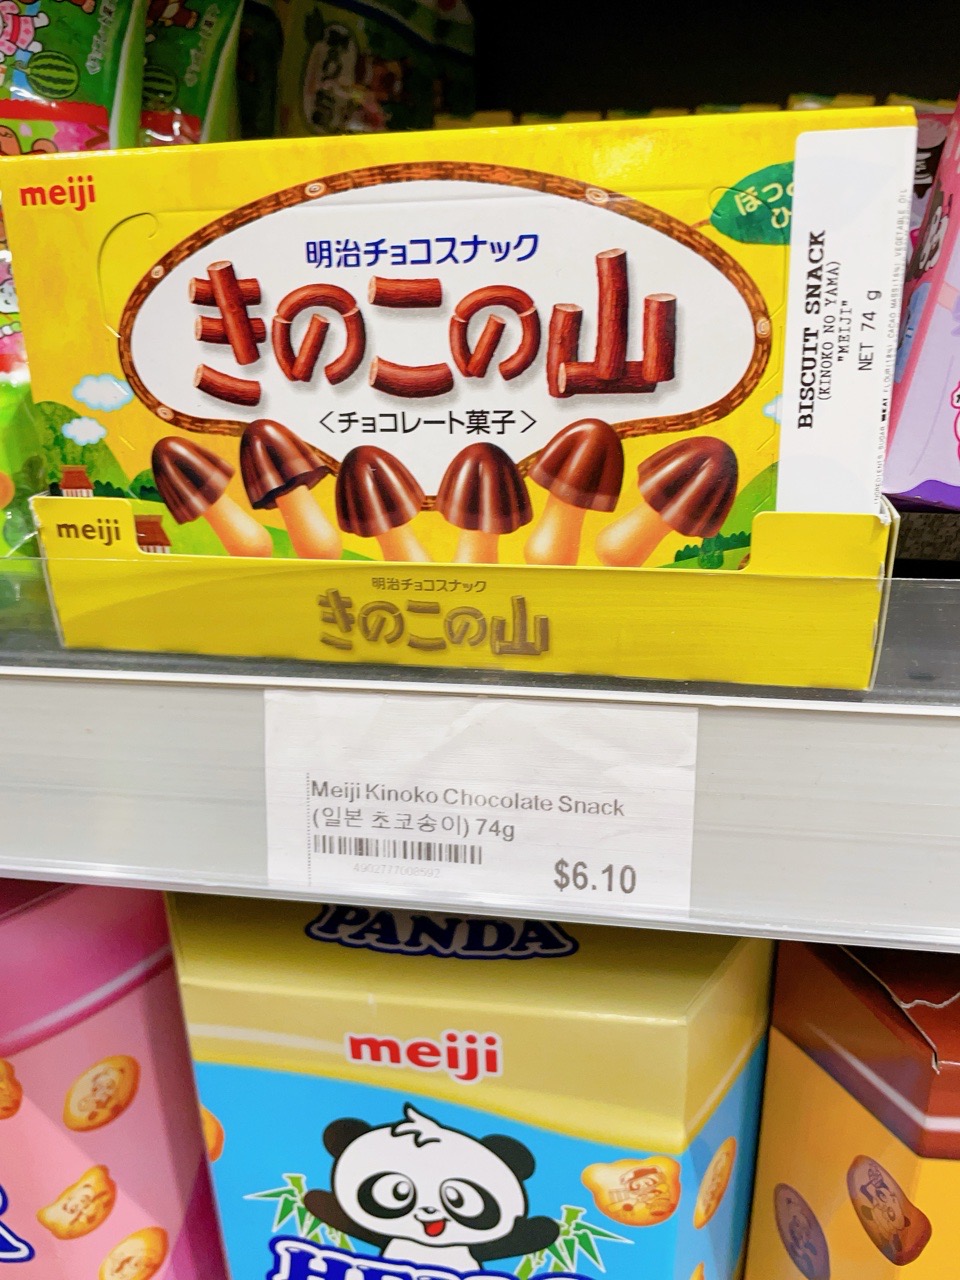 meiji
明治チョコスナック
きのこの山
〈チョコレート菓子〉
BISCUIT SNACK
(KINOKO NO YAMA)
"MEIJI"
NET 74 g
meiji
明治チョコスナック
きのこの山
Meiji Kinoko Chocolate Snack
(일본 초코송이) 74g
$6.10
PANDA
meiji